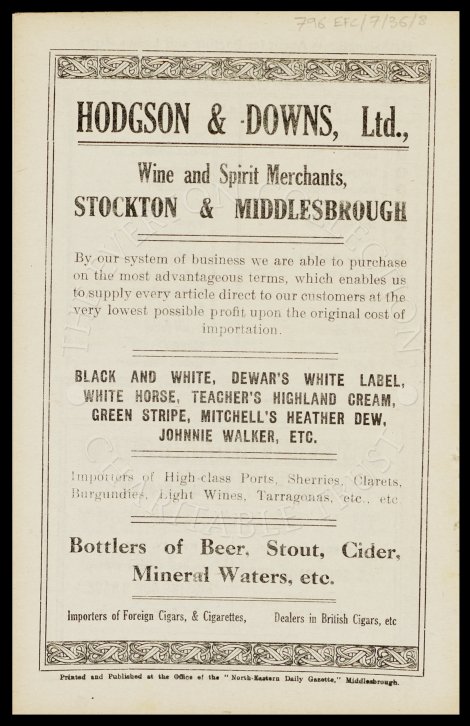 796 EFC/7/36/8
HODGSON & DOWNS, Ltd.,
Wine and Spirit Merchants,
STOCKTON & MIDDLESBROUGH
By our system of business we are able to purchase
on the most advantageous terms, which enables us
to supply every article direct to our customers at the
very lowest possible profit upon the original cost of
importation.
BLACK AND WHITE, DEWAR'S WHITE LABEL,
WHITE HORSE, TEACHER'S HIGHLAND CREAM,
GREEN STRIPE, MITCHELL'S HEATHER DEW,
JOHNNIE WALKER, ETC.
Importers of High-class Ports, Sherries, Clarets,
Burgundies, Light Wines, Tarragonas, etc., etc.
Bottlers of Beer, Stout, Cider,
Mineral Waters, etc.
Importers of Foreign Cigars, & Cigarettes, Dealers in British Cigars, etc
Printed and Published at the Office of the "North-Eastern Daily Gazette," Middlesbrough.
THE EVERTON COLLECTION
CHARITABLE TRUST